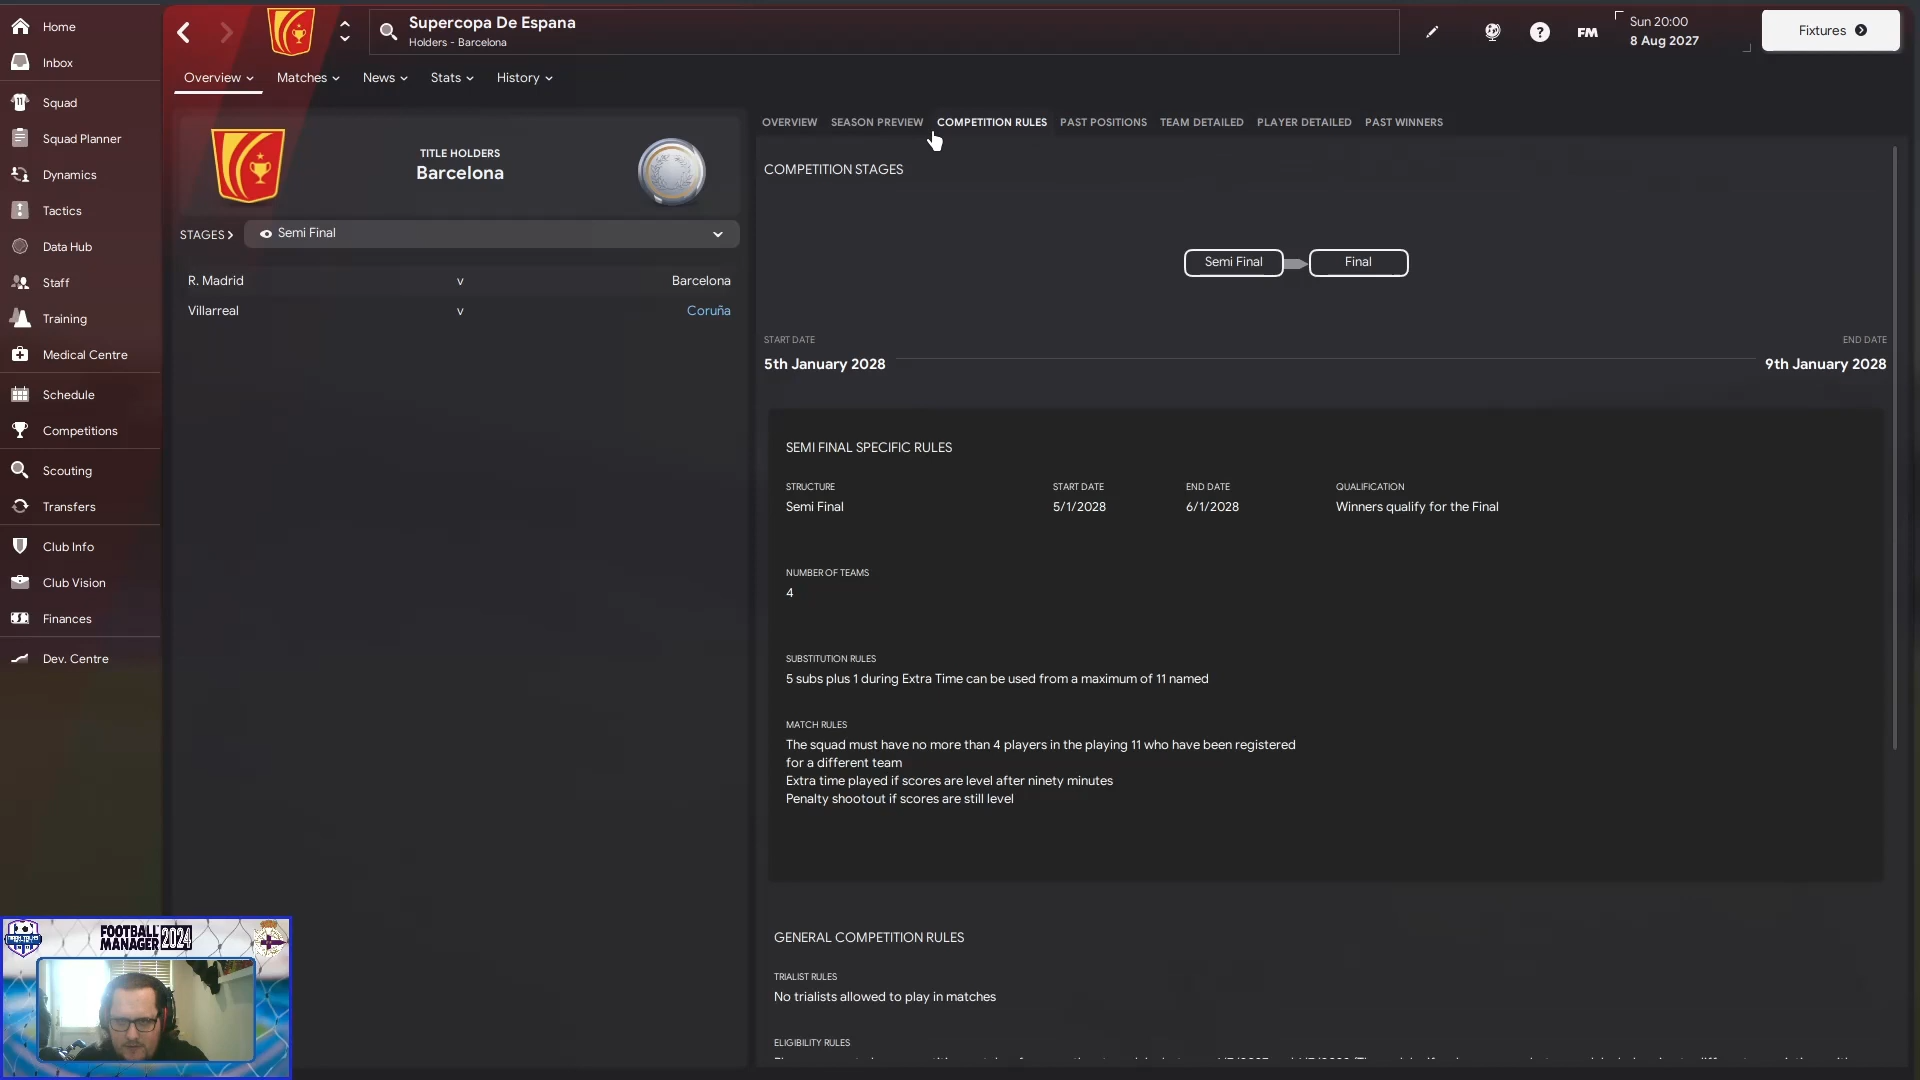 Home
Inbox
Squad
Squad Planner
Dynamics
Tactics
Data Hub
Staff
Training
Medical Centre
Schedule
Competitions
Scouting
Transfers
Club Info
Club Vision
Finances
Dev. Centre
Supercopa De Espana
Holders - Barcelona
FM
Sun 20:00
8 Aug 2027
Fixtures
Overview Matches News Stats History
TITLE HOLDERS
Barcelona
STAGES Semi Final
R. Madrid v Barcelona
Villarreal v Coruña
OVERVIEW SEASON PREVIEW COMPETITION RULES PAST POSITIONS TEAM DETAILED PLAYER DETAILED PAST WINNERS
COMPETITION STAGES
Semi Final Final
START DATE END DATE
5th January 2028 9th January 2028
SEMI FINAL SPECIFIC RULES
STRUCTURE START DATE END DATE QUALIFICATION
Semi Final 5/1/2028 6/1/2028 Winners qualify for the Final
NUMBER OF TEAMS
4
SUBSTITUTION RULES
5 subs plus 1 during Extra Time can be used from a maximum of 11 named
MATCH RULES
The squad must have no more than 4 players in the playing 11 who have been registered
for a different team
Extra time played if scores are level after ninety minutes
Penalty shootout if scores are still level
GENERAL COMPETITION RULES
TRIALIST RULES
No trialists allowed to play in matches
ELIGIBILITY RULES
FOOTBALL
MANAGER 2024